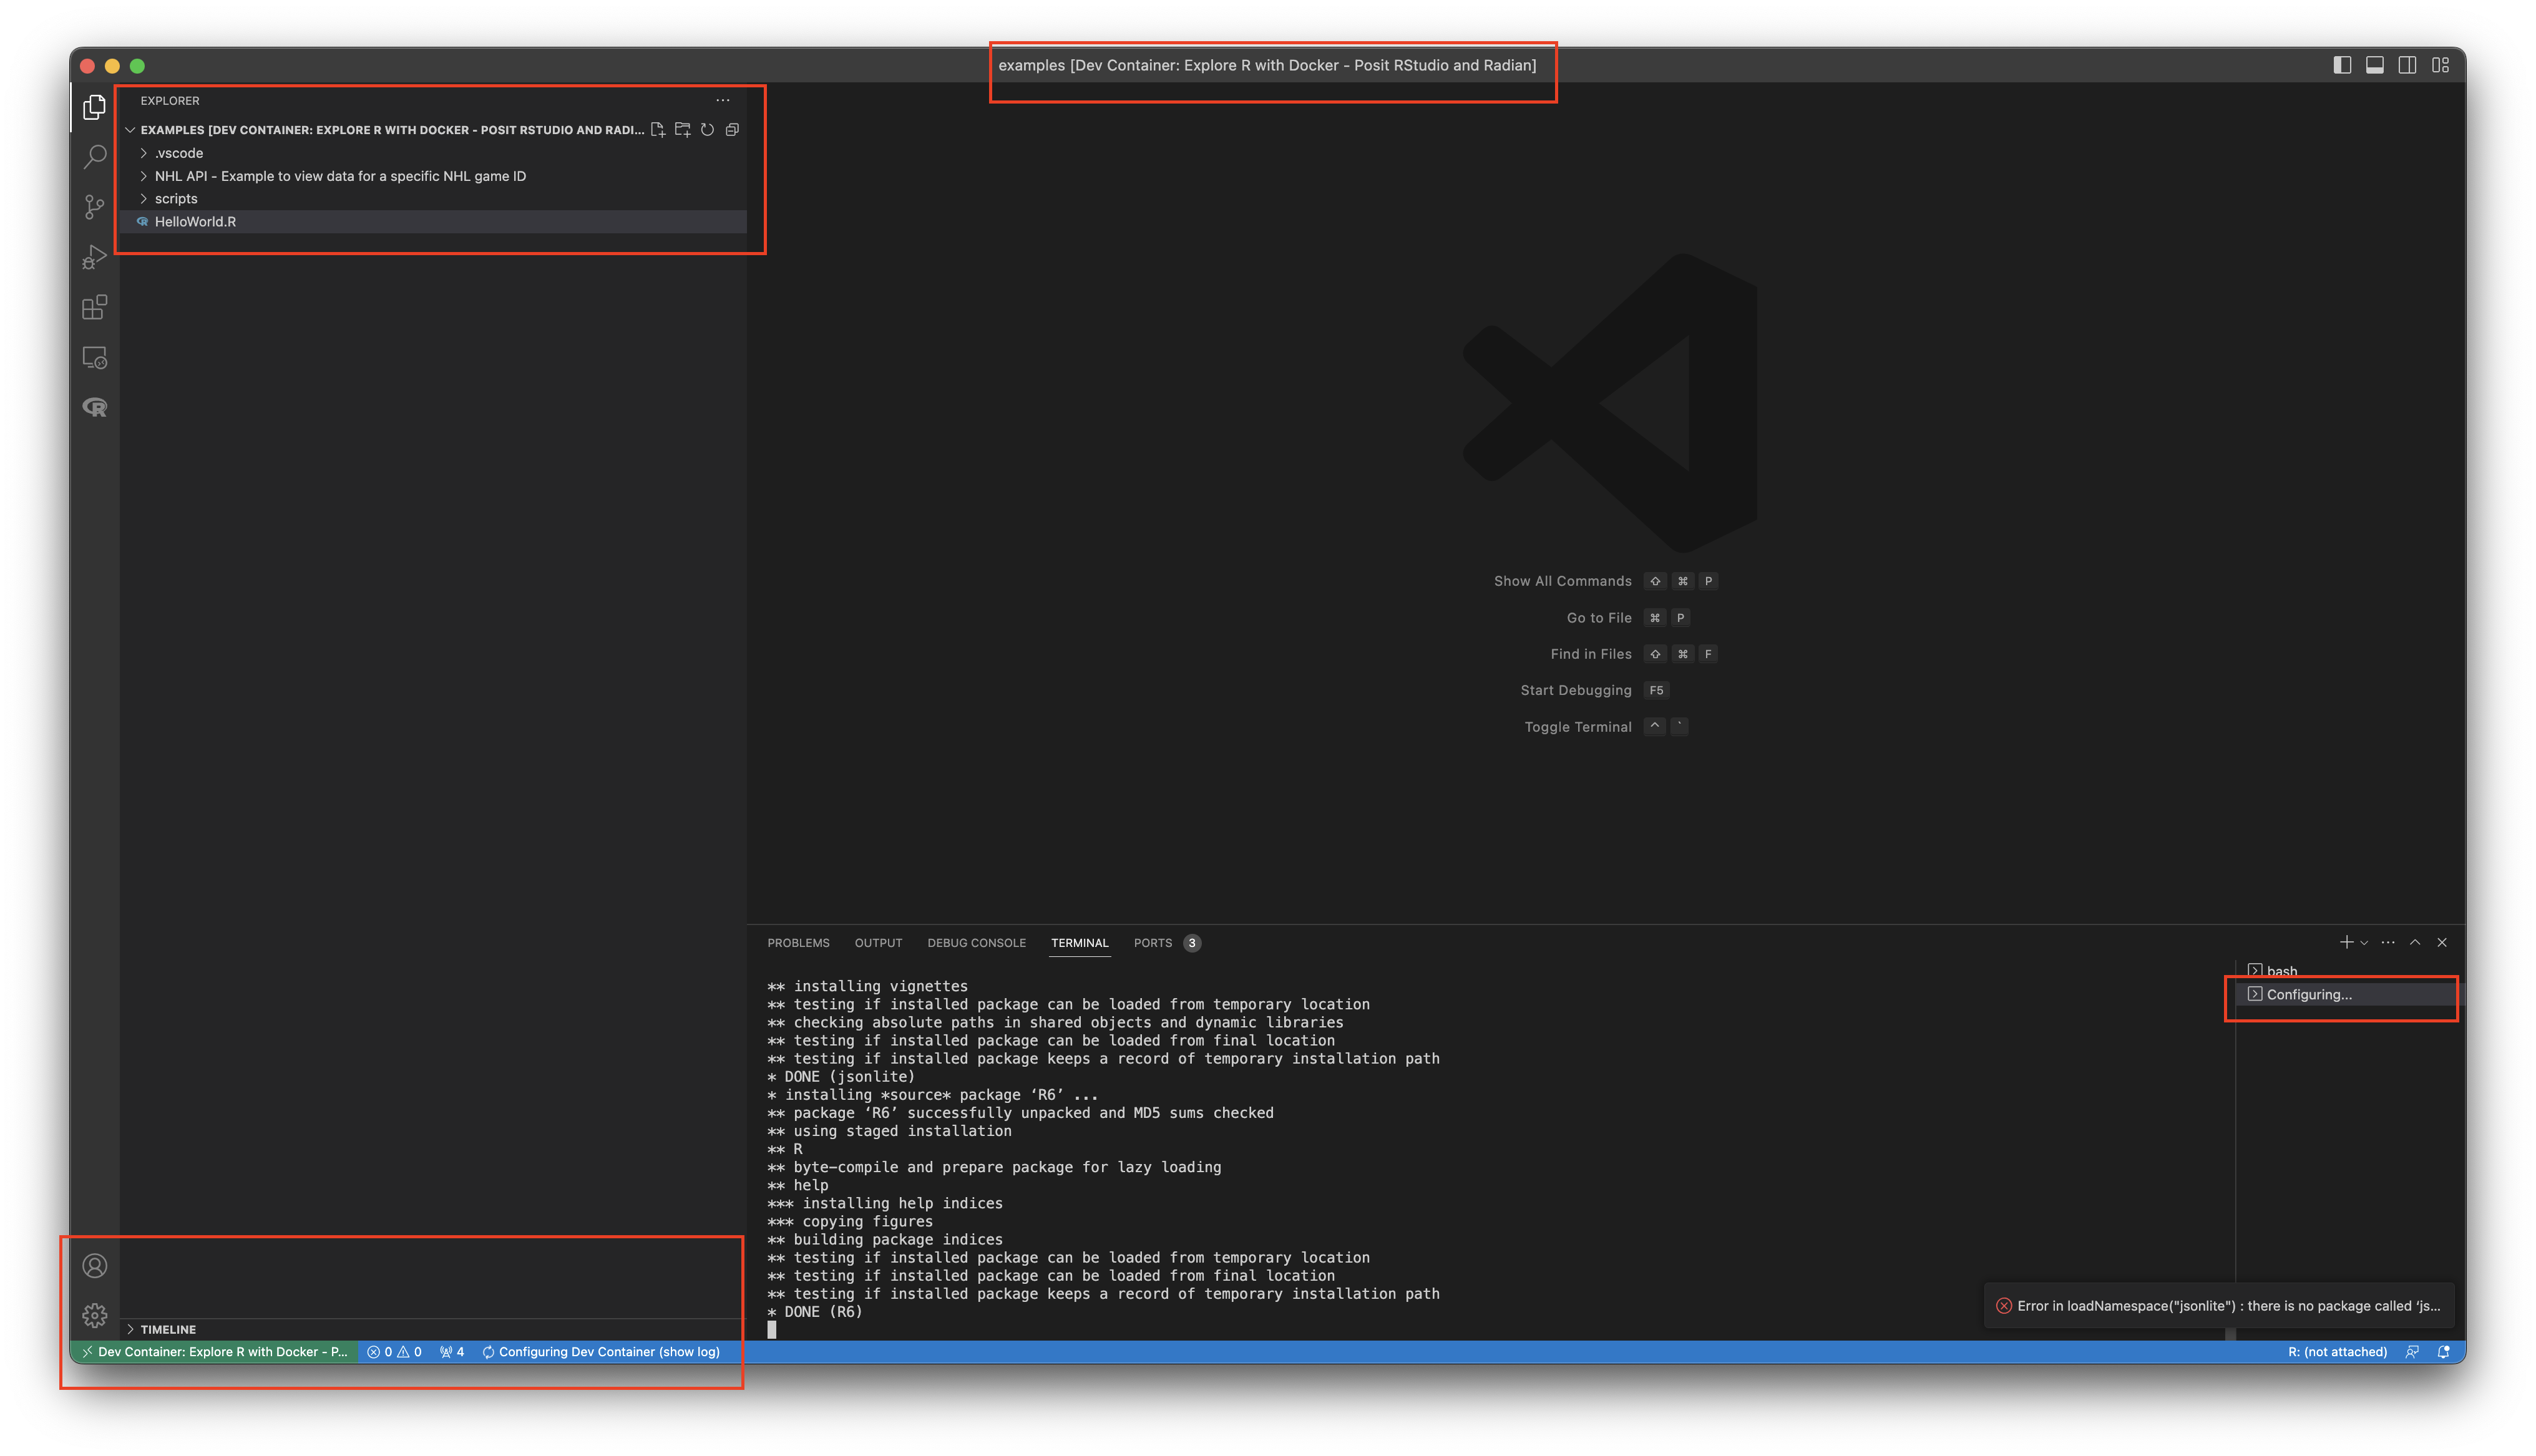 examples [Dev Container: Explore R with Docker - Posit RStudio and Radian]
EXPLORER
EXAMPLES [DEV CONTAINER: EXPLORE R WITH DOCKER - POSIT RSTUDIO AND RADI...
.vscode
NHL API - Example to view data for a specific NHL game ID
scripts
HelloWorld.R
Show All Commands ⇧ ⌘ P
Go to File ⌘ P
Find in Files ⇧ ⌘ F
Start Debugging F5
Toggle Terminal ^ `
PROBLEMS OUTPUT DEBUG CONSOLE TERMINAL PORTS 3
** installing vignettes
** testing if installed package can be loaded from temporary location
** checking absolute paths in shared objects and dynamic libraries
** testing if installed package can be loaded from final location
** testing if installed package keeps a record of temporary installation path
* DONE (jsonlite)
* installing *source* package ‘R6’ ...
** package ‘R6’ successfully unpacked and MD5 sums checked
** using staged installation
** R
** byte-compile and prepare package for lazy loading
** help
*** installing help indices
*** copying figures
** building package indices
** testing if installed package can be loaded from temporary location
** testing if installed package can be loaded from final location
** testing if installed package keeps a record of temporary installation path
* DONE (R6)
bash
Configuring...
Error in loadNamespace("jsonlite") : there is no package called ‘js...
TIMELINE
Dev Container: Explore R with Docker - P... 0 0 4 Configuring Dev Container (show log) R: (not attached)